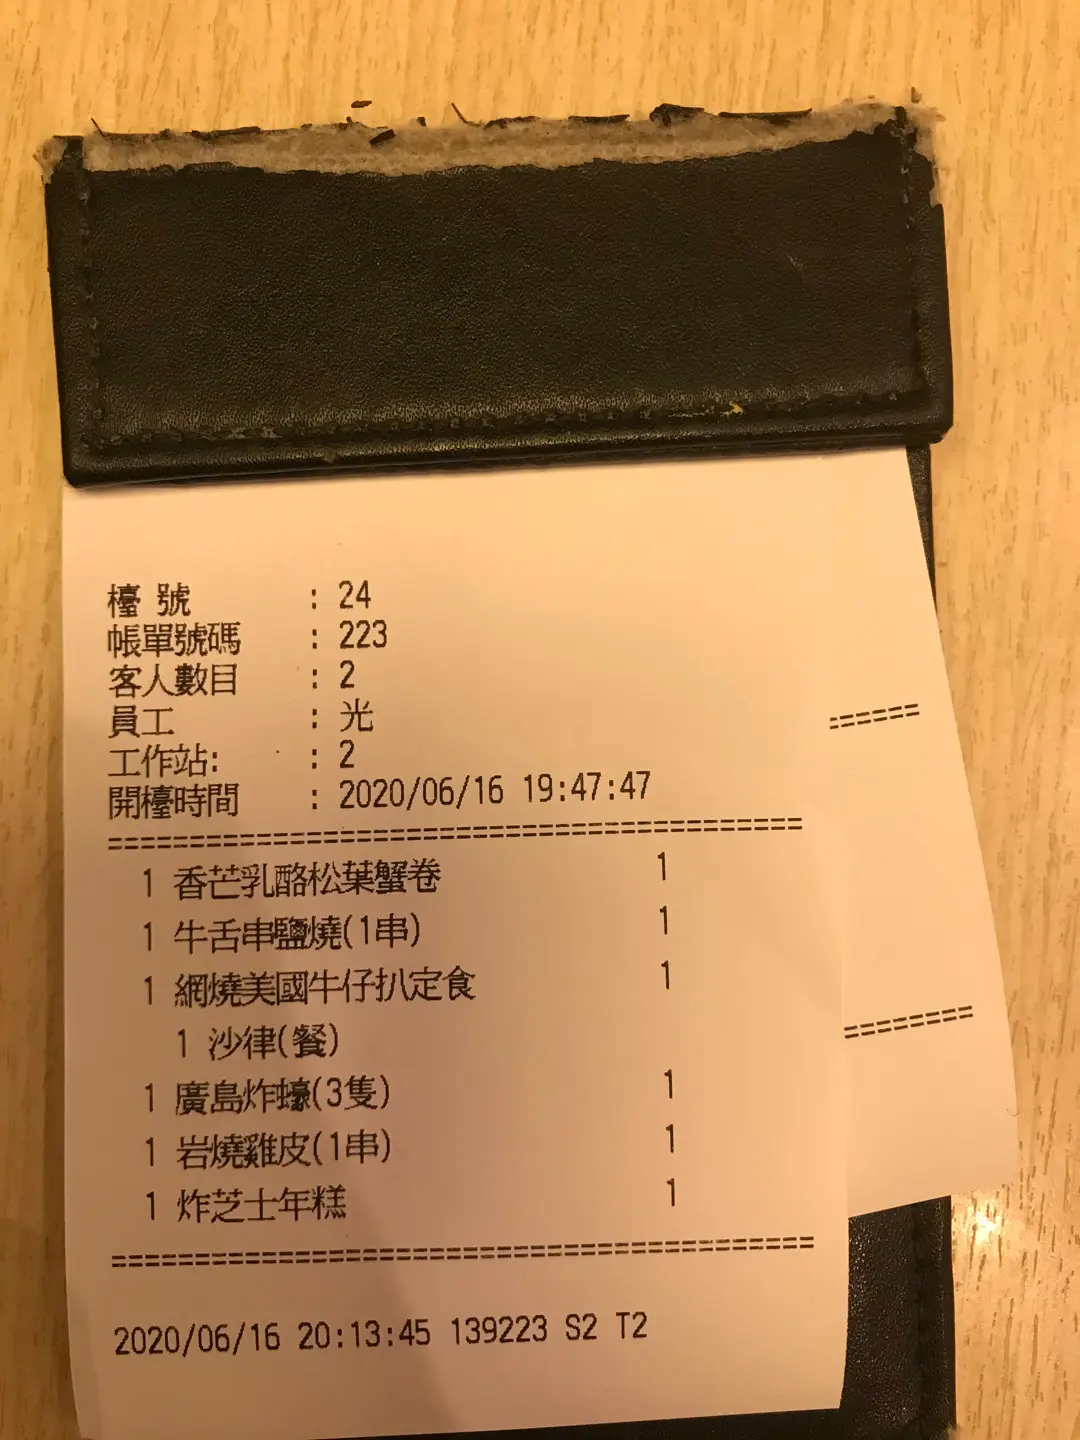 檯 號 : 24
帳單號碼 : 223
客人數目 : 2
員工 : 光
工作站: : 2
開檯時間 : 2020/06/16 19:47:47
==========================================
1 香芒乳酪松葉蟹卷 1
1 牛舌串鹽燒(1串) 1
1 網燒美國牛仔扒定食 1
1 沙律(餐)
1 廣島炸蠔(3隻) 1
1 岩燒雞皮(1串) 1
1 炸芝士年糕 1
==========================================
2020/06/16 20:13:45 139223 S2 T2